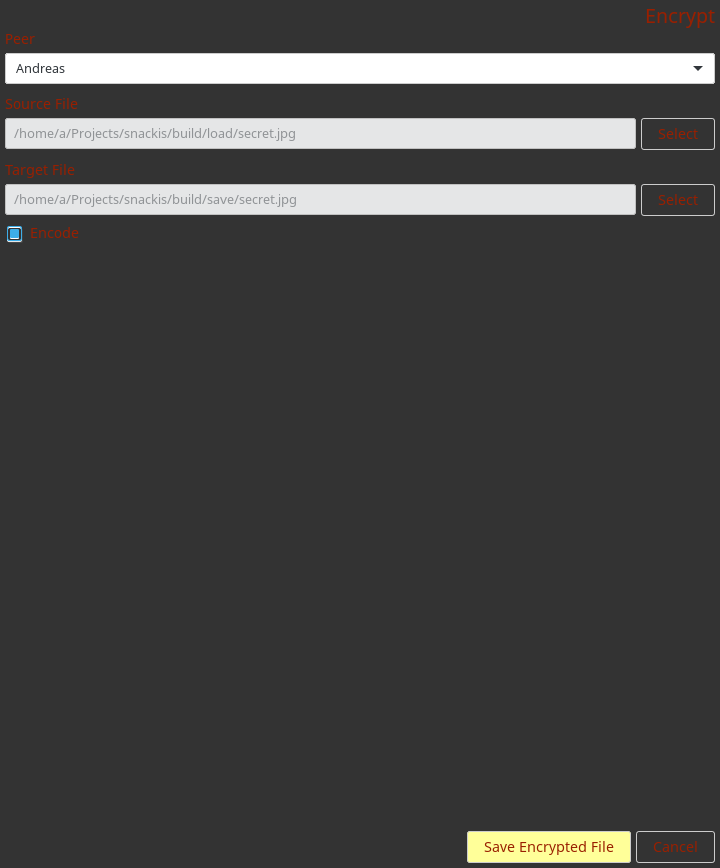 Encrypt
Peer
Andreas
Source File
/home/a/Projects/snackis/build/load/secret.jpg
Select
Target File
/home/a/Projects/snackis/build/save/secret.jpg
Select
Encode
Save Encrypted File
Cancel